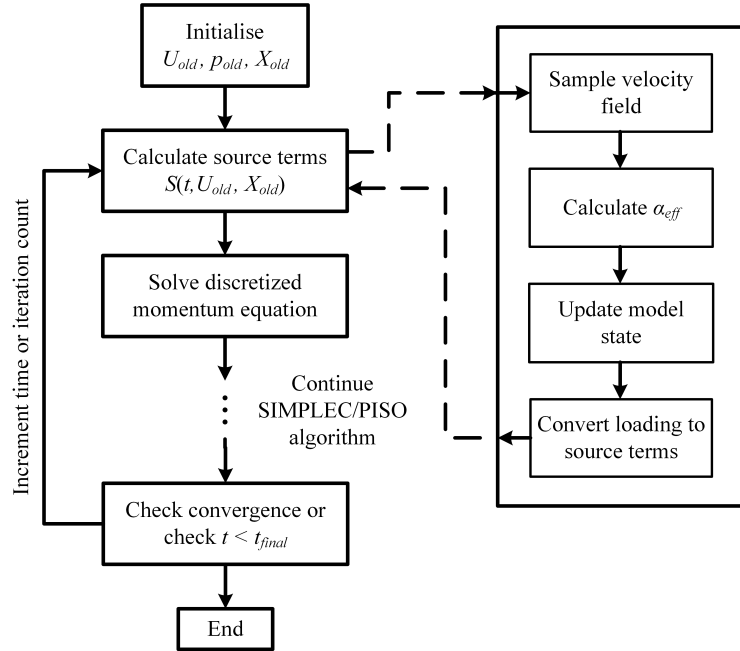 Initialise
U_old, p_old, X_old
Calculate source terms
S(t,U_old, X_old)
Solve discretized
momentum equation
Continue
SIMPLEC/PISO
algorithm
Check convergence or
check t < t_final
End
Increment time or iteration count
Sample velocity
field
Calculate α_eff
Update model
state
Convert loading to
source terms